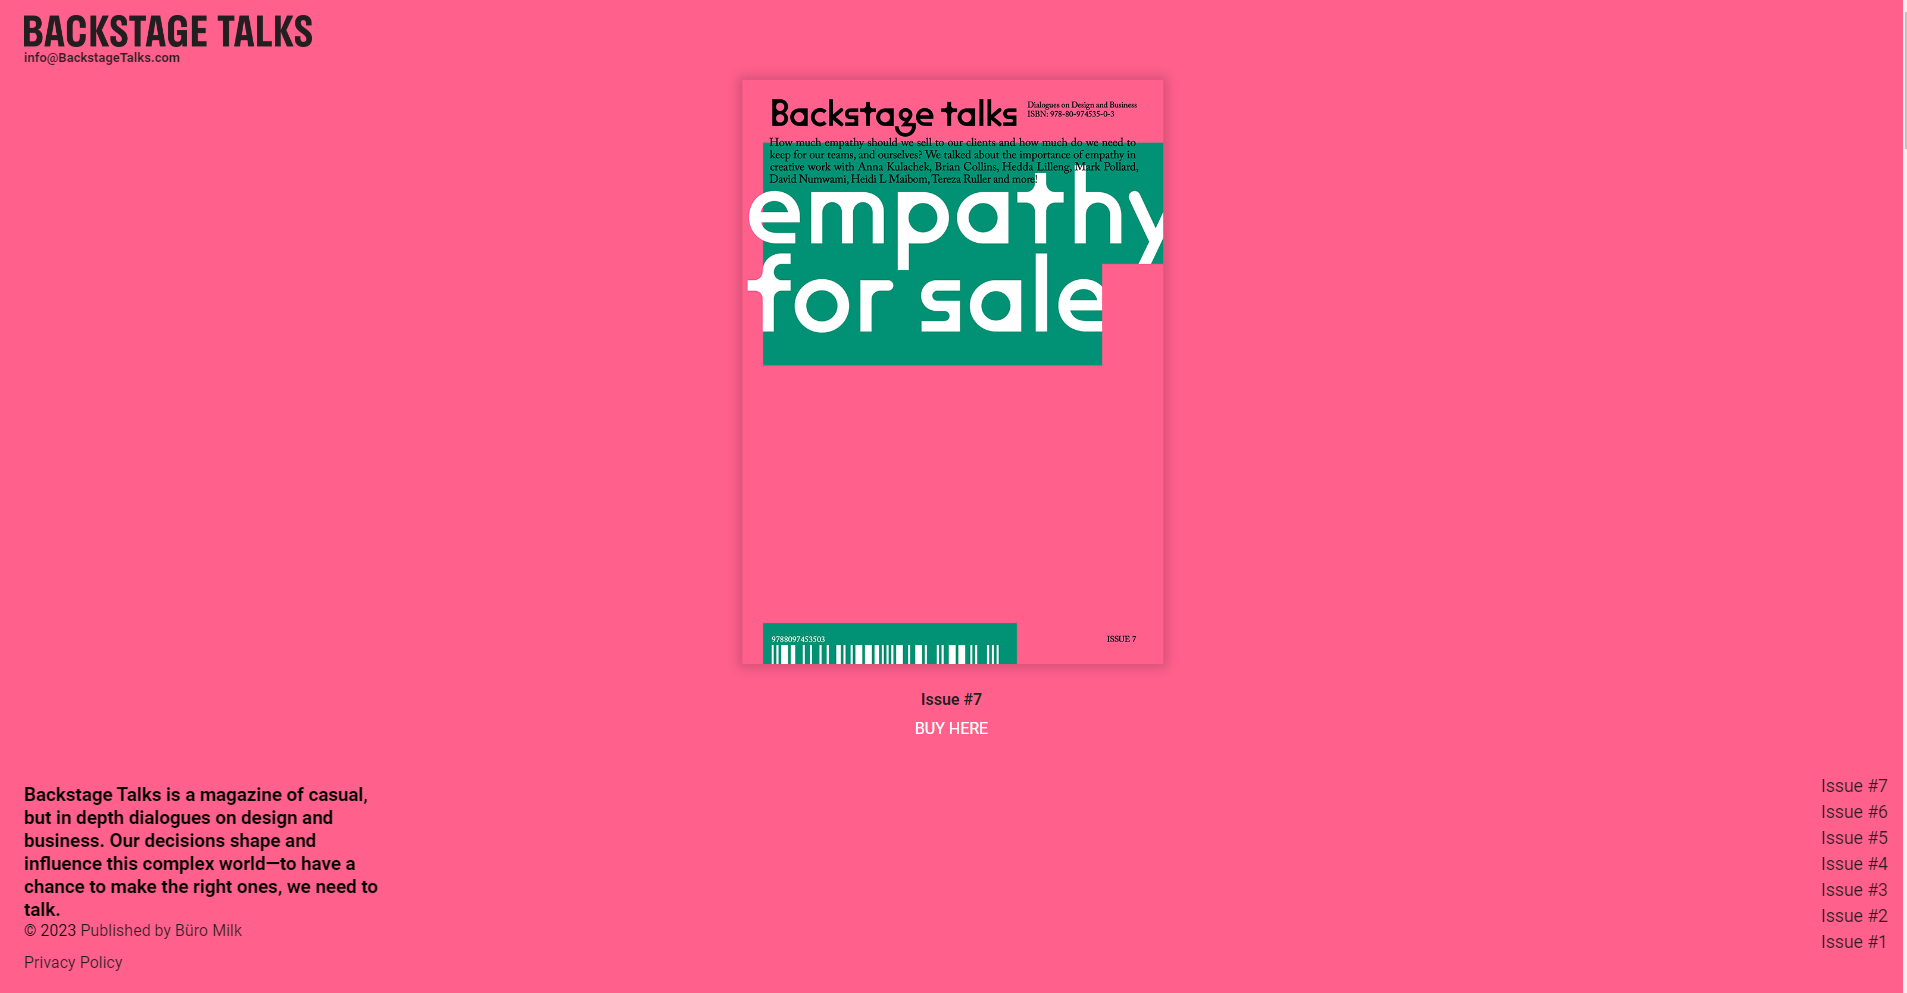 BACKSTAGE TALKS
info@BackstageTalks.com
Backstage talks
Dialogues on Design and Business
ISBN: 978-80-974535-0-3
How much empathy should we sell to our clients and how much do we need to
keep for our teams, and ourselves? We talked about the importance of empathy in
creative work with Anna Kulachek, Brian Collins, Hedda Lilleng, Mark Pollard,
David Numwami, Heidi L Maibom, Tereza Ruller and more!
empathy
for sale
9788097453503
ISSUE 7
Issue #7
BUY HERE
Backstage Talks is a magazine of casual,
but in depth dialogues on design and
business. Our decisions shape and
influence this complex world—to have a
chance to make the right ones, we need to
talk.
© 2023 Published by Büro Milk
Privacy Policy
Issue #7
Issue #6
Issue #5
Issue #4
Issue #3
Issue #2
Issue #1